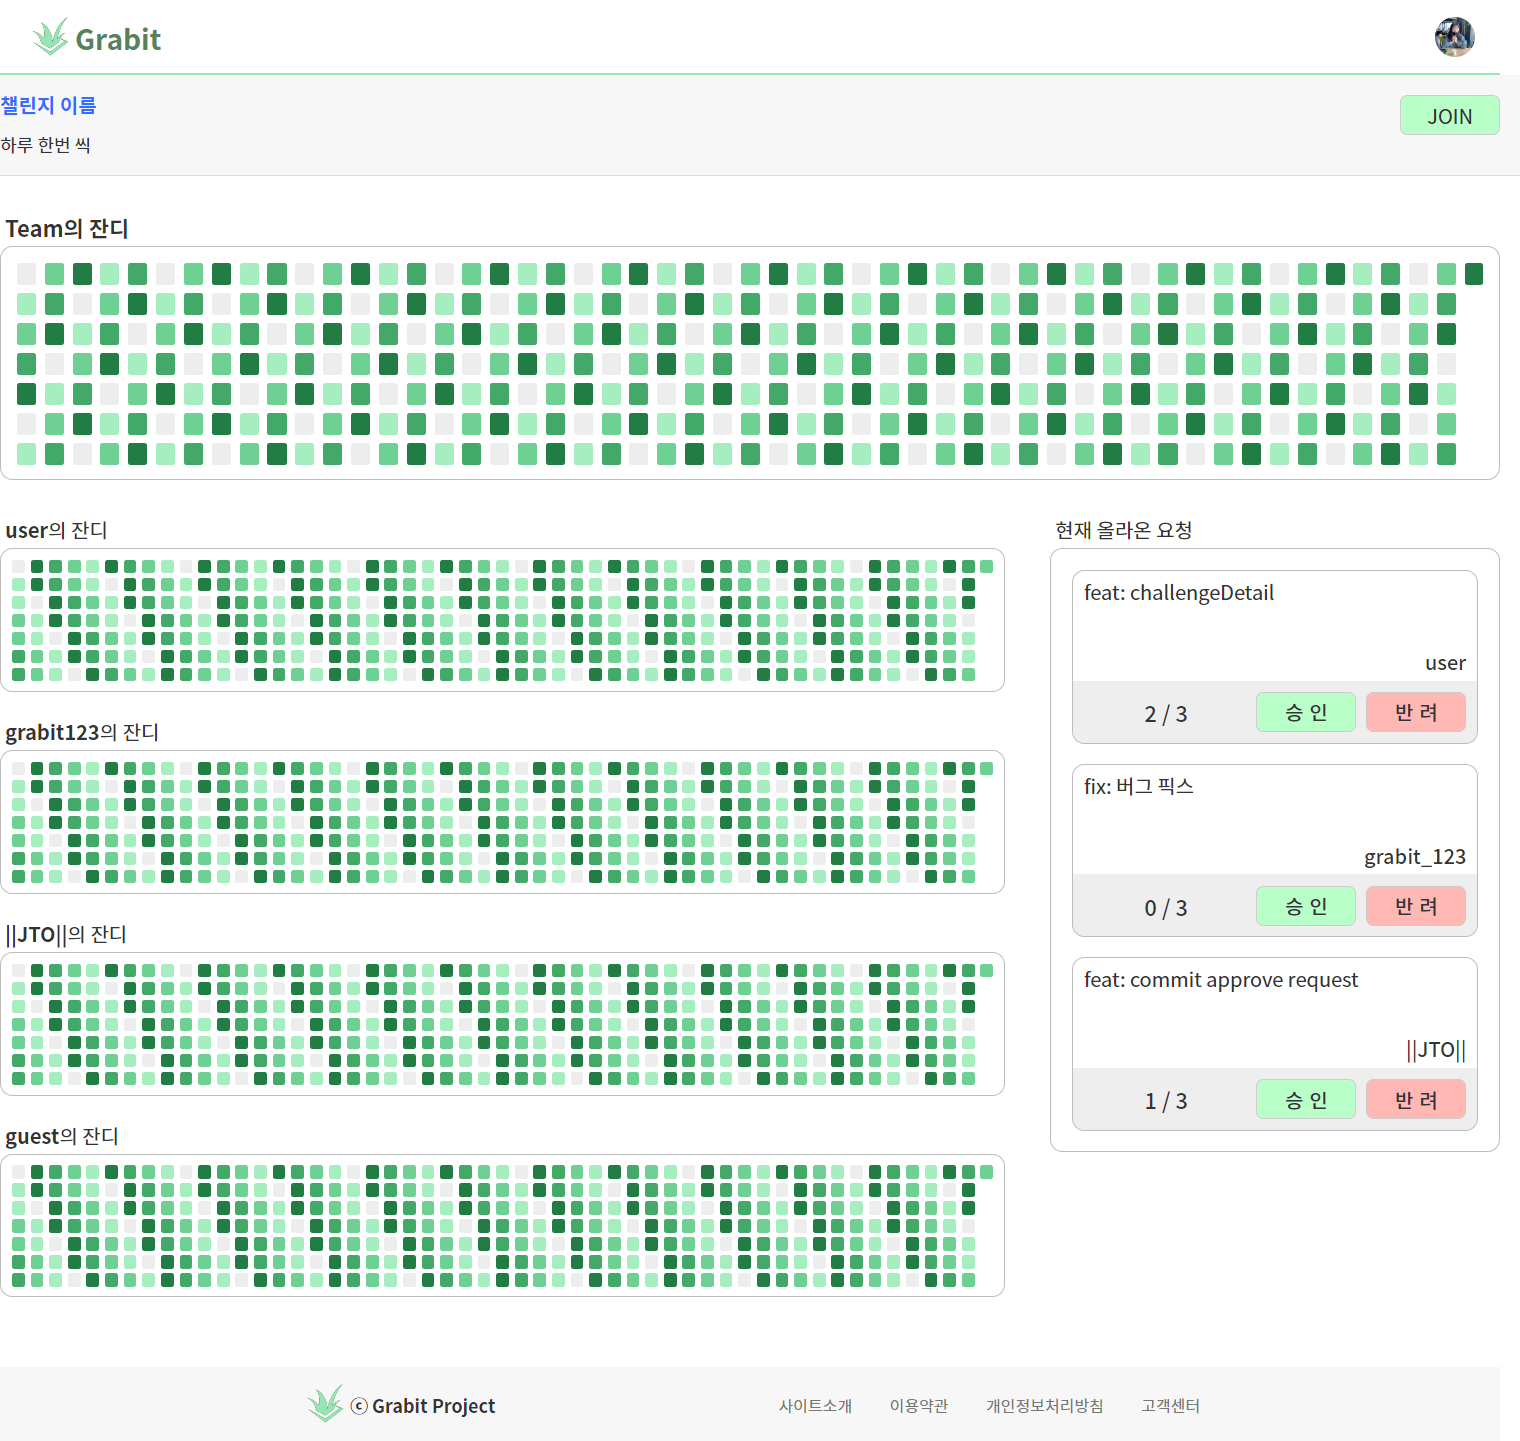 Grabit
챌린지 이름
JOIN
하루 한번 씩
Team의 잔디
user의 잔디
grabit123의 잔디
||JTO||의 잔디
guest의 잔디
현재 올라온 요청
feat: challengeDetail
user
2 / 3 승 인 반 려
fix: 버그 픽스
grabit_123
0 / 3 승 인 반 려
feat: commit approve request
||JTO||
1 / 3 승 인 반 려
ⓒ Grabit Project
사이트소개 이용약관 개인정보처리방침 고객센터